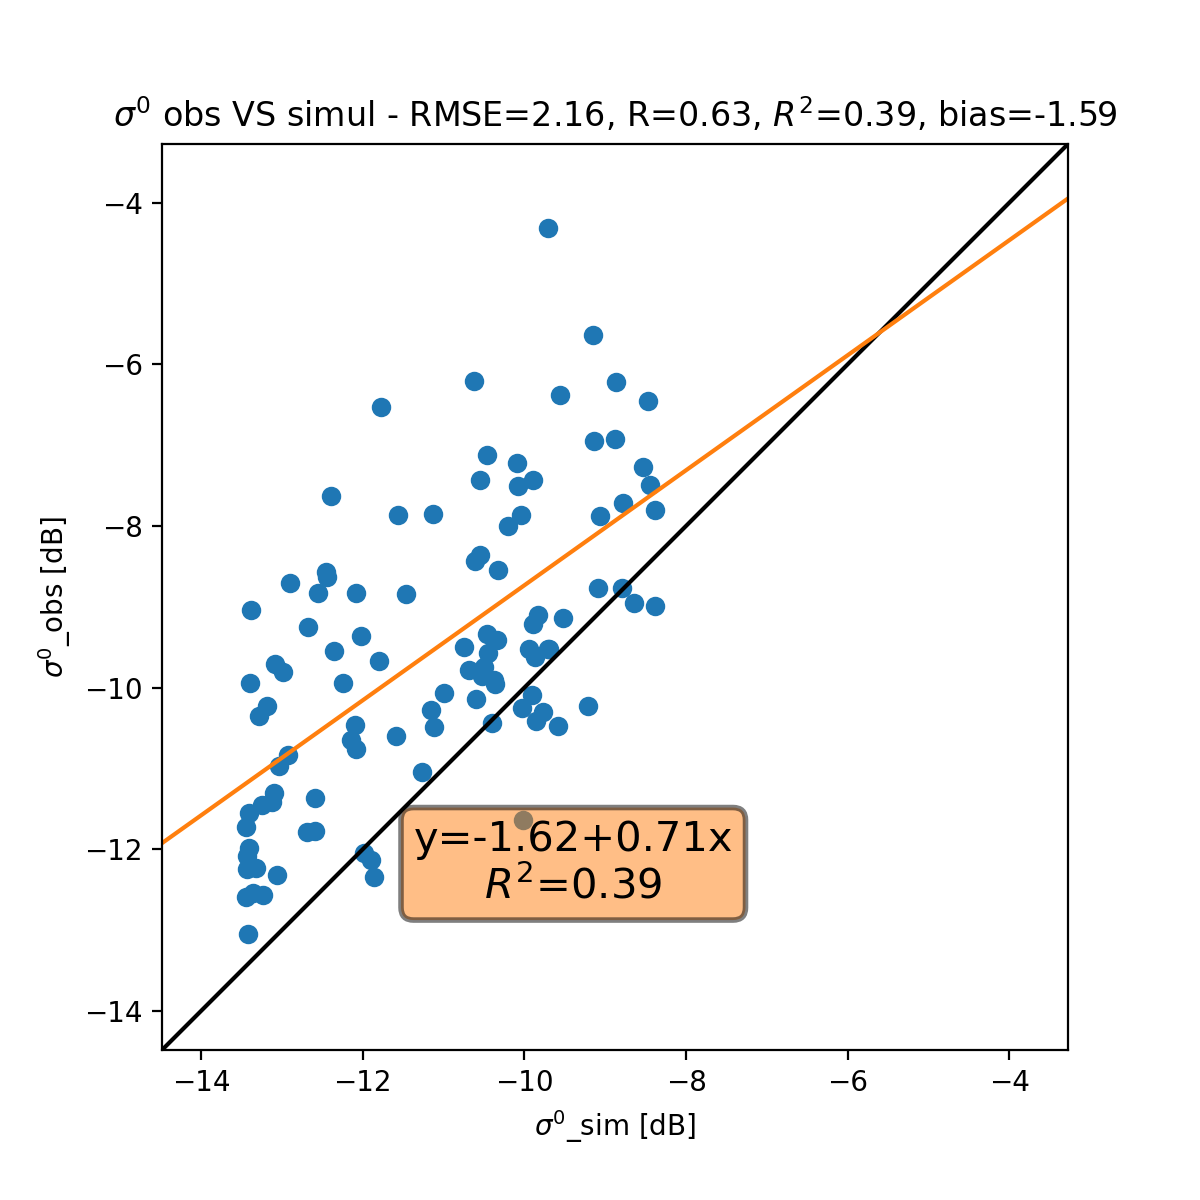 σ⁰ obs VS simul - RMSE=2.16, R=0.63, R²=0.39, bias=-1.59
−4
−6
−8
−10
−12
−14
σ⁰_obs [dB]
y=-1.62+0.71x
R²=0.39
−14 −12 −10 −8 −6 −4
σ⁰_sim [dB]